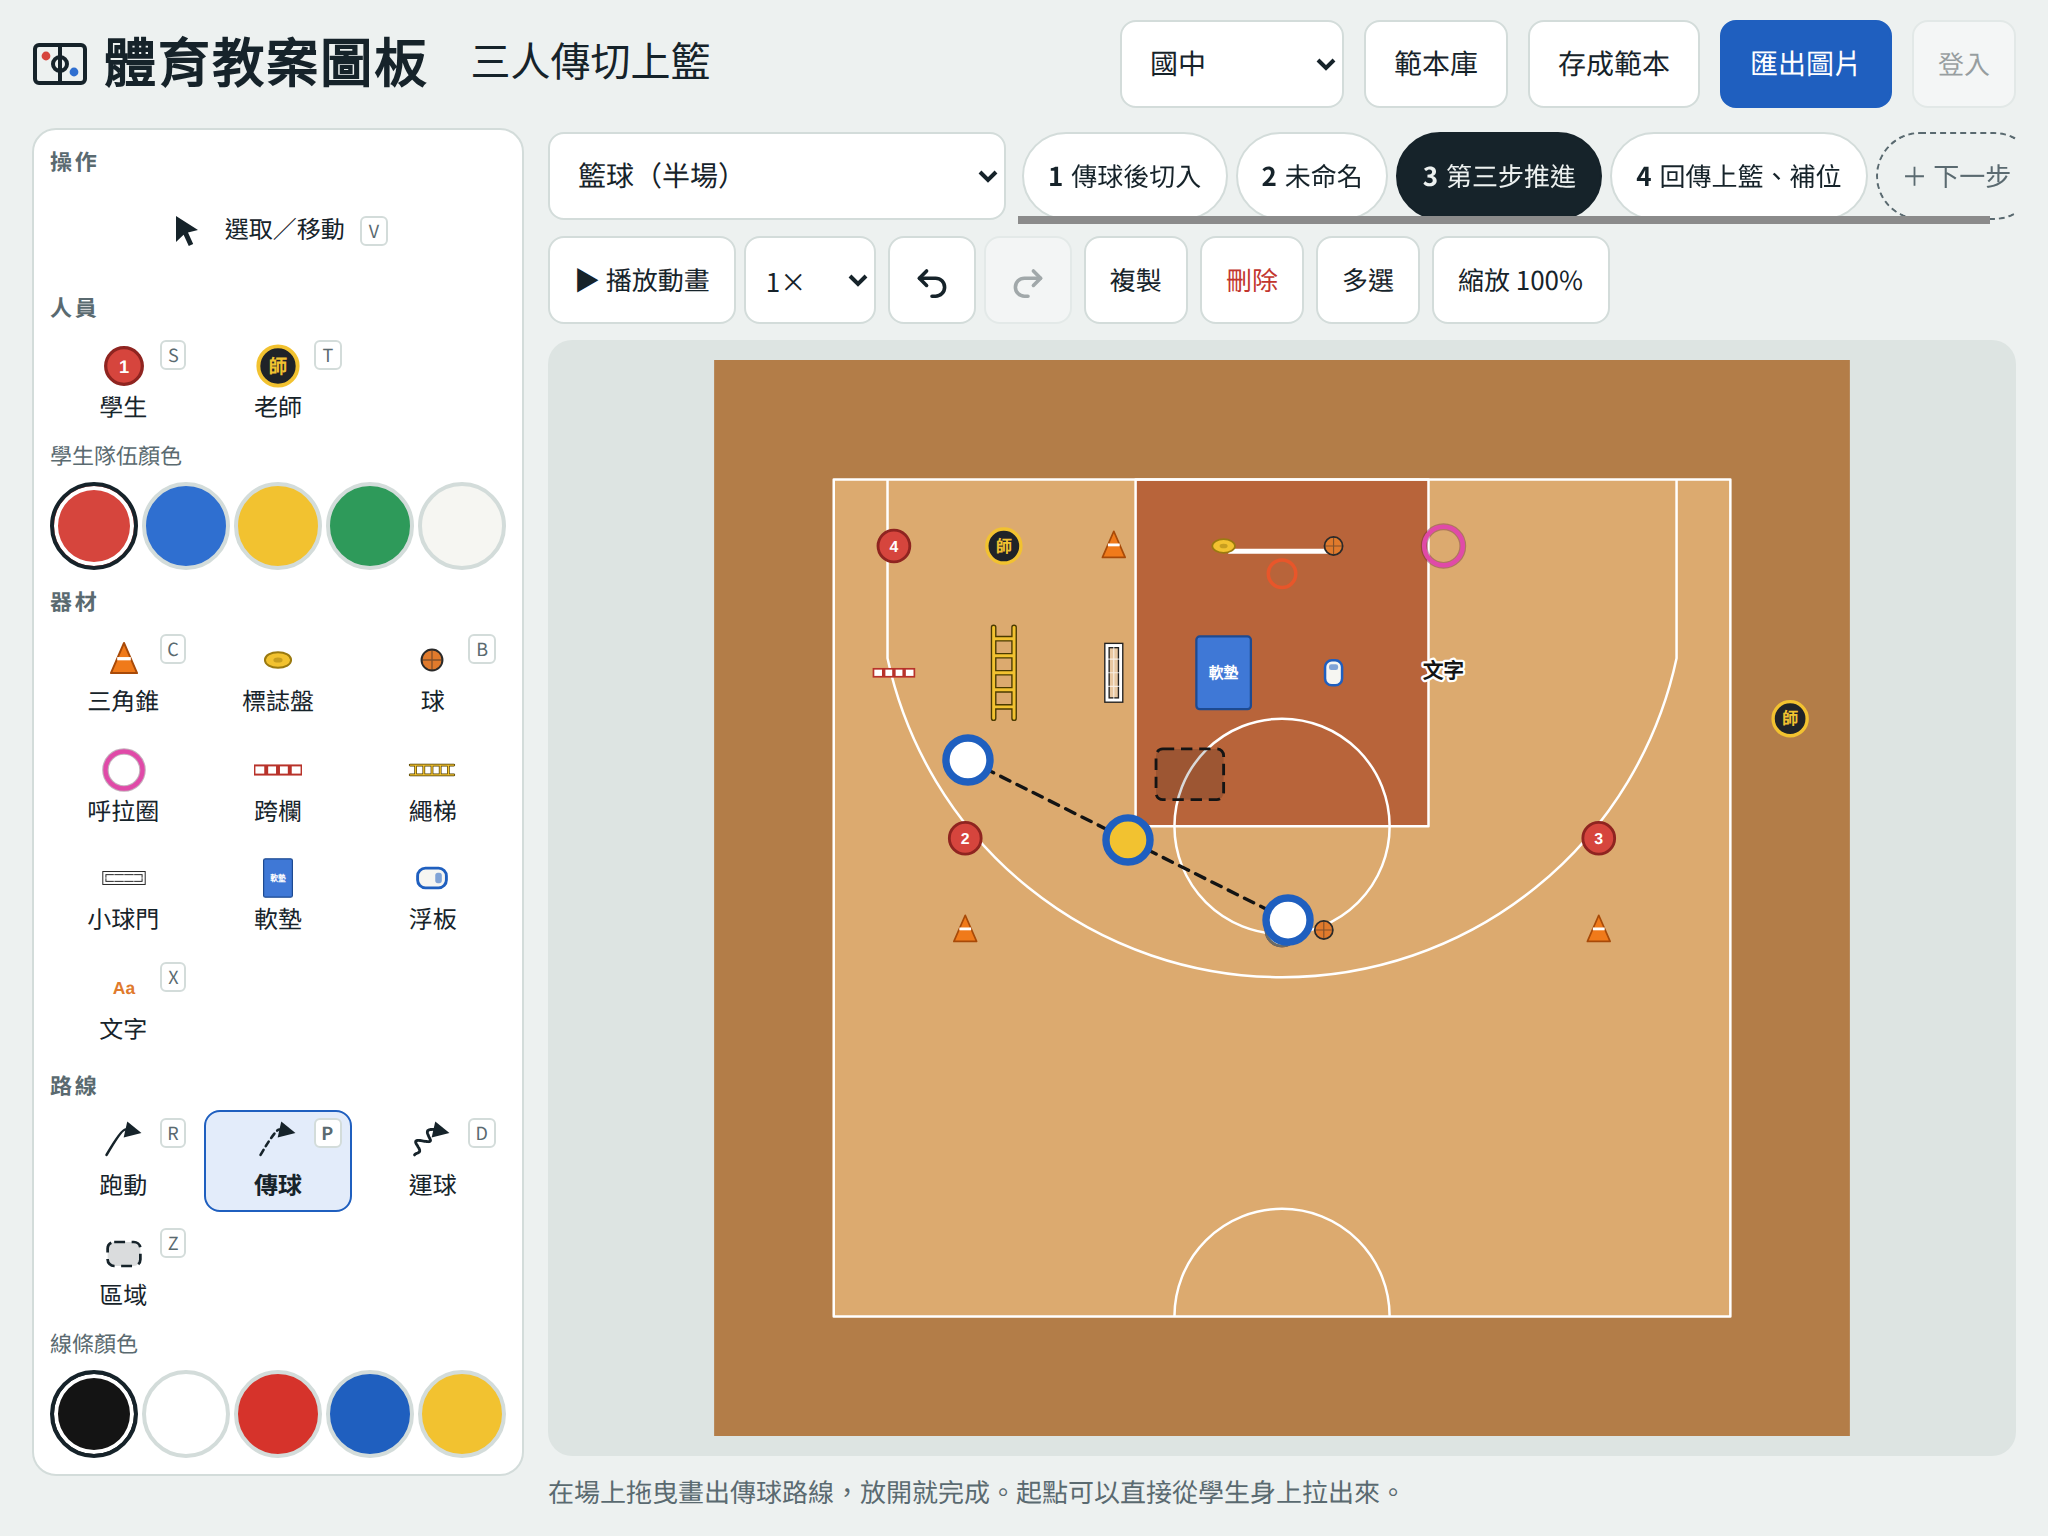 體育教案圖板
三人傳切上籃
國中
範本庫
存成範本
匯出圖片
登入
操作
選取／移動 V
人員
1 S
學生
師 T
老師
學生隊伍顏色
器材
C
三角錐
標誌盤
B
球
呼拉圈
跨欄
繩梯
小球門
軟墊
軟墊
浮板
Aa X
文字
路線
R
跑動
P
傳球
D
運球
Z
區域
線條顏色
籃球（半場）
1 傳球後切入
2 未命名
3 第三步推進
4 回傳上籃、補位
＋ 下一步
▶ 播放動畫
1×
複製
刪除
多選
縮放 100%
4
師
軟墊
文字
師
2
3
在場上拖曳畫出傳球路線，放開就完成。起點可以直接從學生身上拉出來。